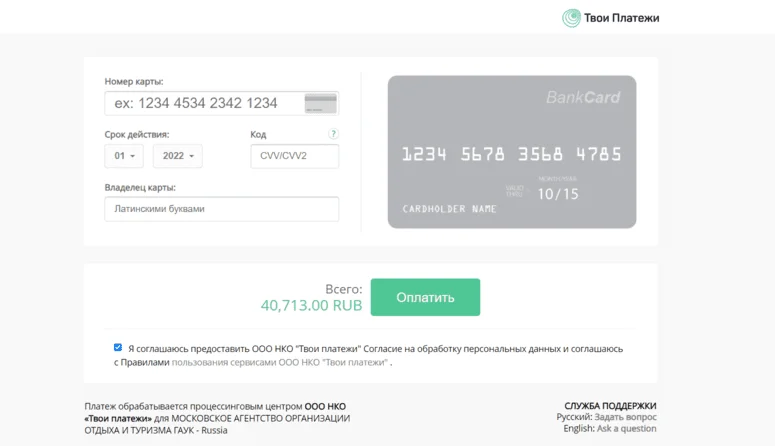 Твои Платежи
Номер карты:
ex: 1234 4534 2342 1234
Срок действия:
Код
?
01
2022
CVV/CVV2
Владелец карты:
Латинскими буквами
BankCard
1234 5678 3568 4785
MONTH/YEAR
GOOD
THRU
10/15
CARDHOLDER NAME
Всего:
40,713.00 RUB
Оплатить
Я соглашаюсь предоставить ООО НКО "Твои платежи" Согласие на обработку персональных данных и соглашаюсь
с Правилами пользования сервисами ООО НКО "Твои платежи" .
Платеж обрабатывается процессинговым центром ООО НКО
«Твои платежи» для МОСКОВСКОЕ АГЕНТСТВО ОРГАНИЗАЦИИ
ОТДЫХА И ТУРИЗМА ГАУК - Russia
СЛУЖБА ПОДДЕРЖКИ
Русский: Задать вопрос
English: Ask a question